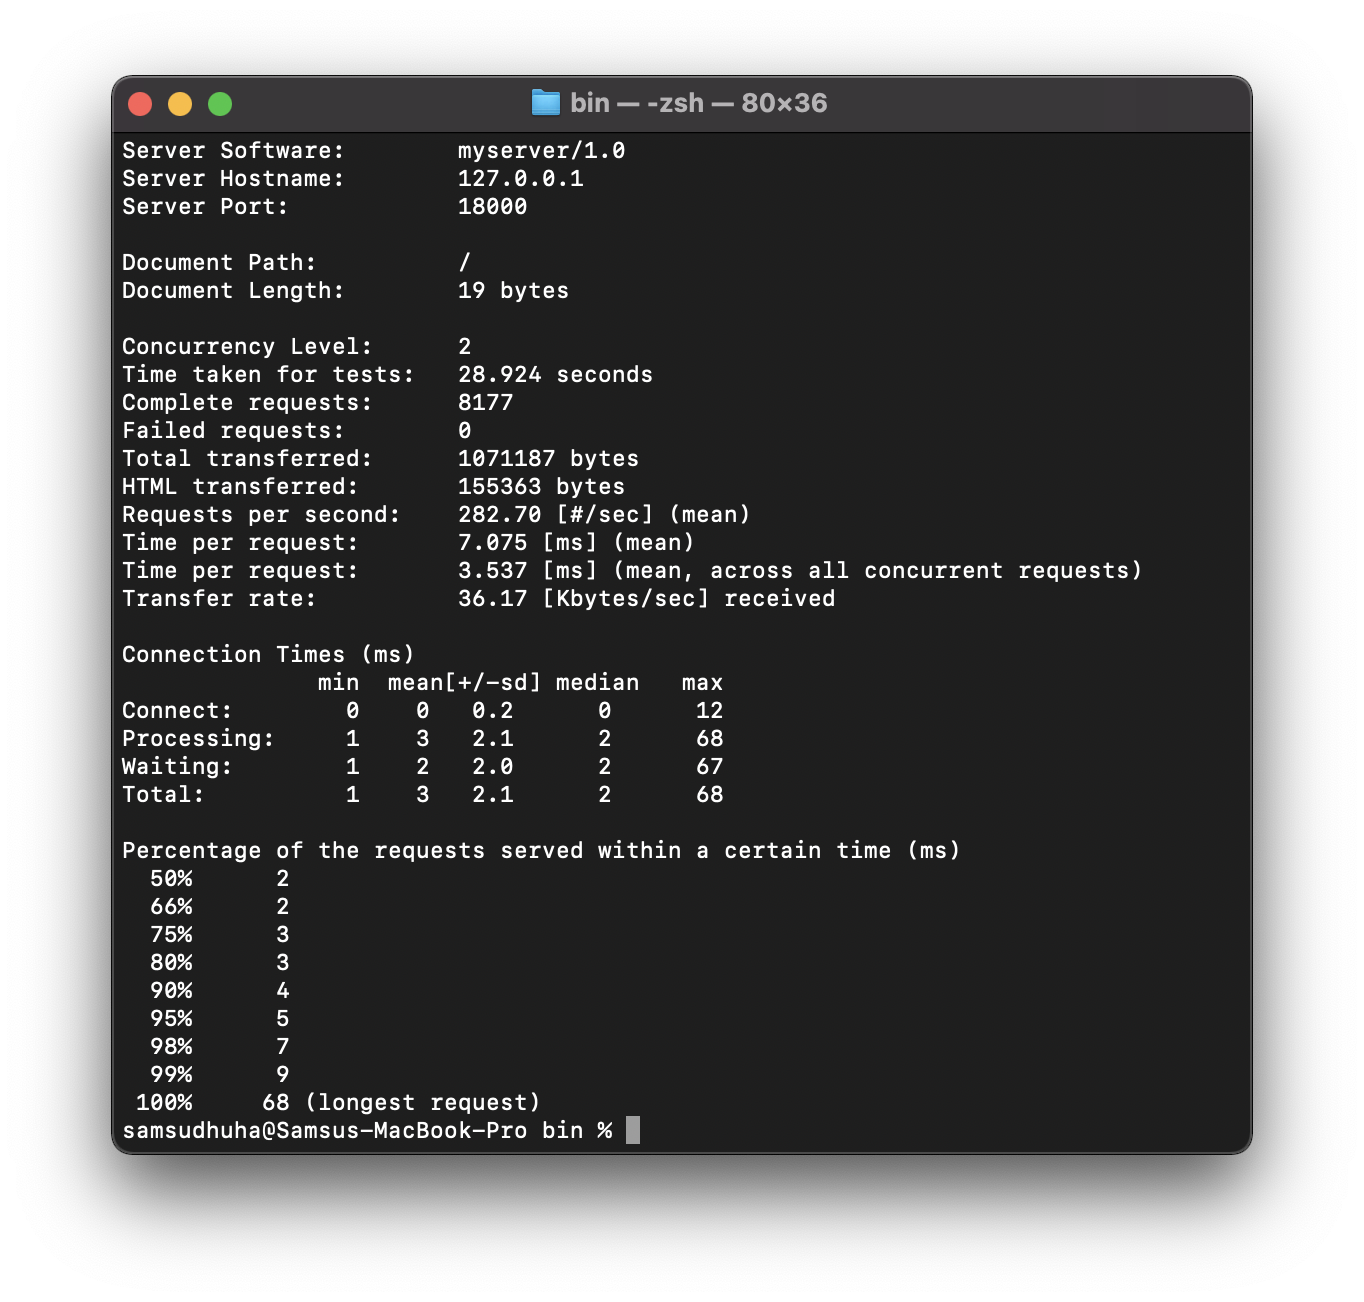 bin — -zsh — 80×36
Server Software:        myserver/1.0
Server Hostname:        127.0.0.1
Server Port:            18000

Document Path:          /
Document Length:        19 bytes

Concurrency Level:      2
Time taken for tests:   28.924 seconds
Complete requests:      8177
Failed requests:        0
Total transferred:      1071187 bytes
HTML transferred:       155363 bytes
Requests per second:    282.70 [#/sec] (mean)
Time per request:       7.075 [ms] (mean)
Time per request:       3.537 [ms] (mean, across all concurrent requests)
Transfer rate:          36.17 [Kbytes/sec] received

Connection Times (ms)
              min  mean[+/-sd] median   max
Connect:        0    0   0.2      0      12
Processing:     1    3   2.1      2      68
Waiting:        1    2   2.0      2      67
Total:          1    3   2.1      2      68

Percentage of the requests served within a certain time (ms)
  50%      2
  66%      2
  75%      3
  80%      3
  90%      4
  95%      5
  98%      7
  99%      9
 100%     68 (longest request)
samsudhuha@Samsus-MacBook-Pro bin %